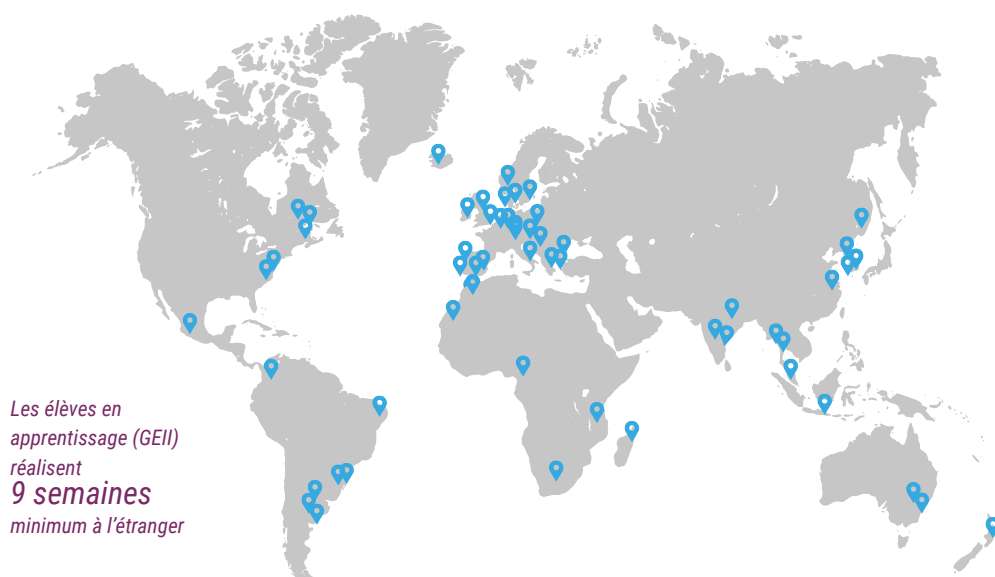 Les élèves en
apprentissage (GEII)
réalisent
9 semaines
minimum à l’étranger